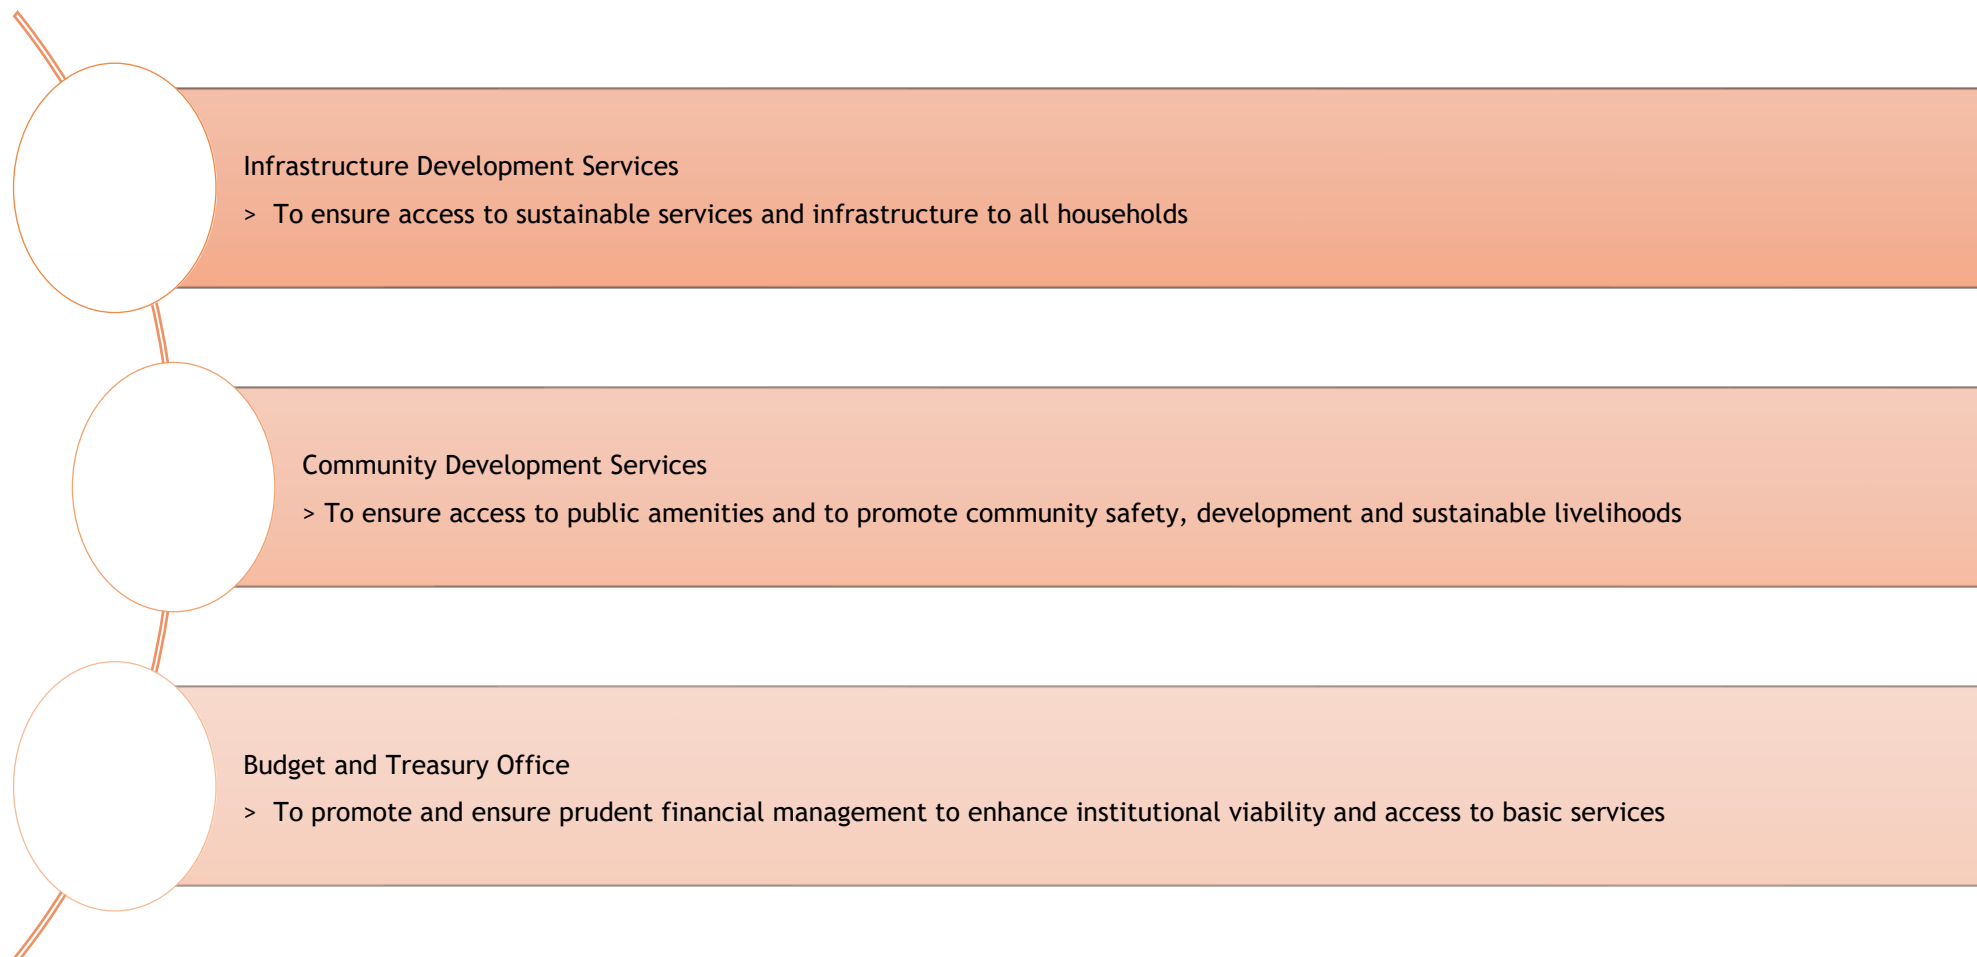 Infrastructure Development Services
> To ensure access to sustainable services and infrastructure to all households
Community Development Services
> To ensure access to public amenities and to promote community safety, development and sustainable livelihoods
Budget and Treasury Office
> To promote and ensure prudent financial management to enhance institutional viability and access to basic services